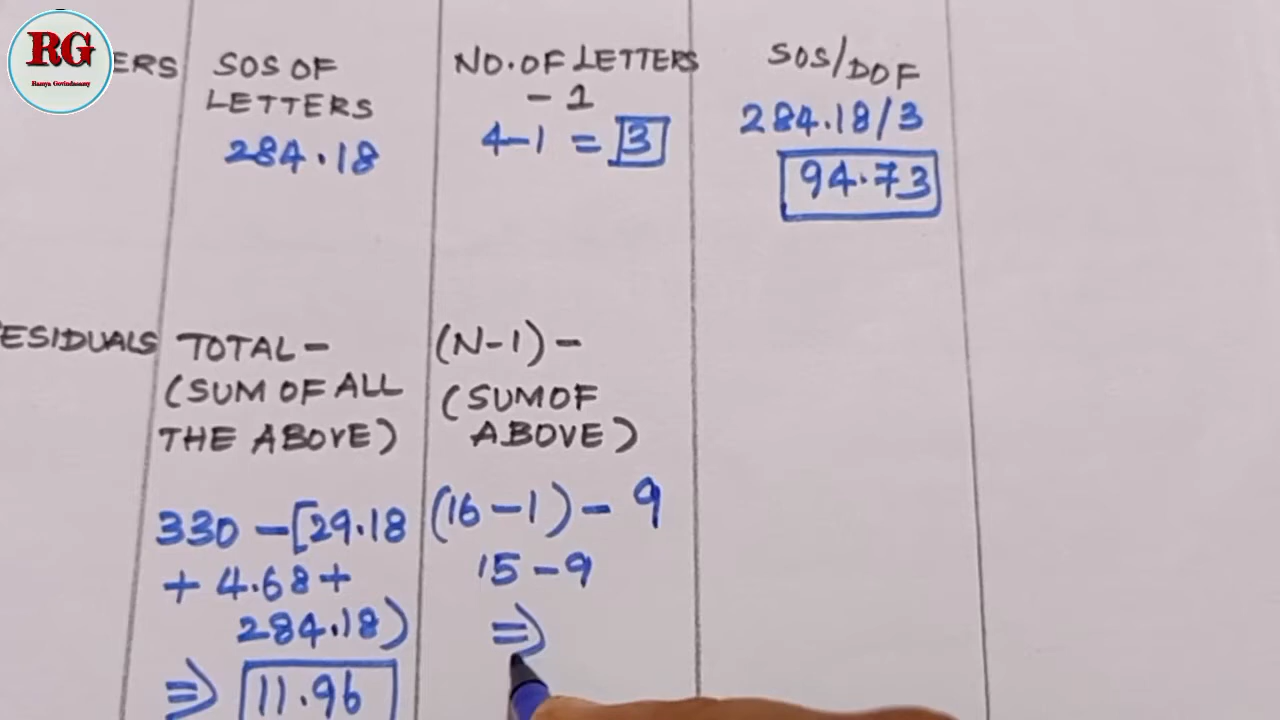 RG
Ramya Govindasamy
ERS
SOS OF
LETTERS
284.18
NO.OF LETTERS
- 1
4-1 = 3
SOS/DOF
284.18/3
94.73
ESIDUALS
TOTAL -
(SUM OF ALL
THE ABOVE)
330 - [29.18
+ 4.68 +
284.18)
⇒ 11.96
(N-1) -
(SUM OF
ABOVE)
(16-1) - 9
15-9
⇒